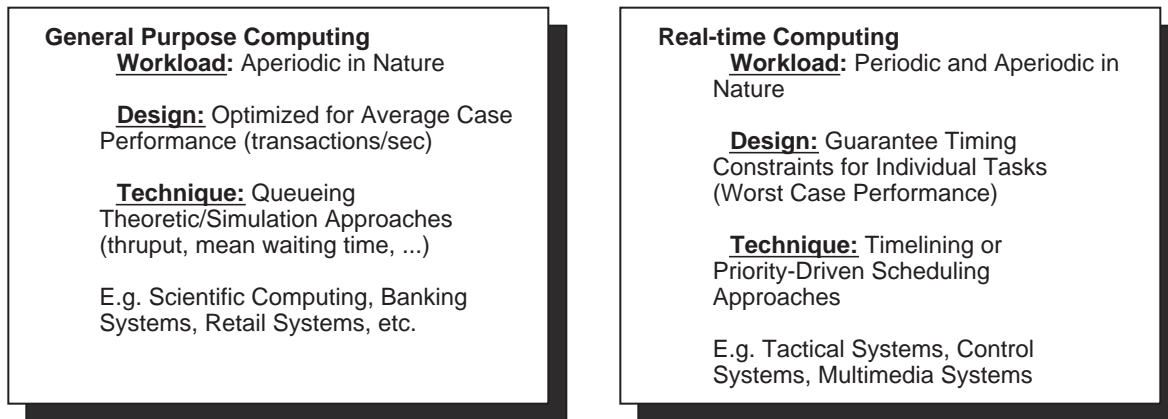 General Purpose Computing
Workload: Aperiodic in Nature
Design: Optimized for Average Case
Performance (transactions/sec)
Technique: Queueing
Theoretic/Simulation Approaches
(thruput, mean waiting time, ...)
E.g. Scientific Computing, Banking
Systems, Retail Systems, etc.
Real-time Computing
Workload: Periodic and Aperiodic in
Nature
Design: Guarantee Timing
Constraints for Individual Tasks
(Worst Case Performance)
Technique: Timelining or
Priority-Driven Scheduling
Approaches
E.g. Tactical Systems, Control
Systems, Multimedia Systems